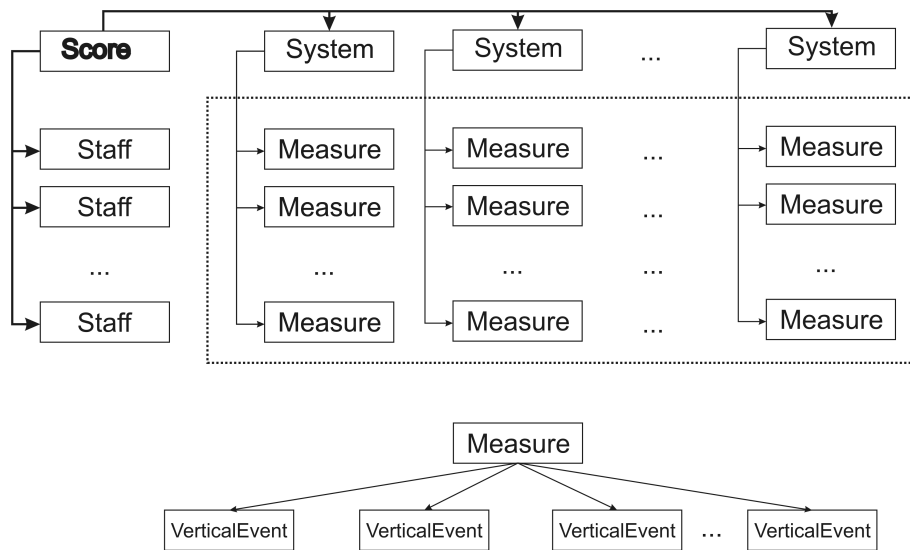 Score System System ... System
Staff Measure Measure ... Measure
Staff Measure Measure ... Measure
... ... ... ... ...
Staff Measure Measure ... Measure
Measure
VerticalEvent VerticalEvent VerticalEvent ... VerticalEvent